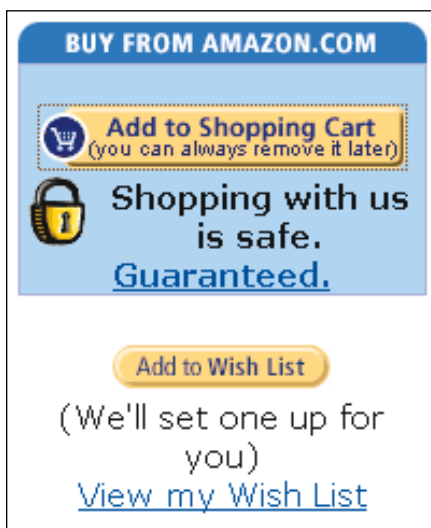 BUY FROM AMAZON.COM
Add to Shopping Cart
(you can always remove it later)
Shopping with us
is safe.
Guaranteed.
Add to Wish List
(We'll set one up for
you)
View my Wish List